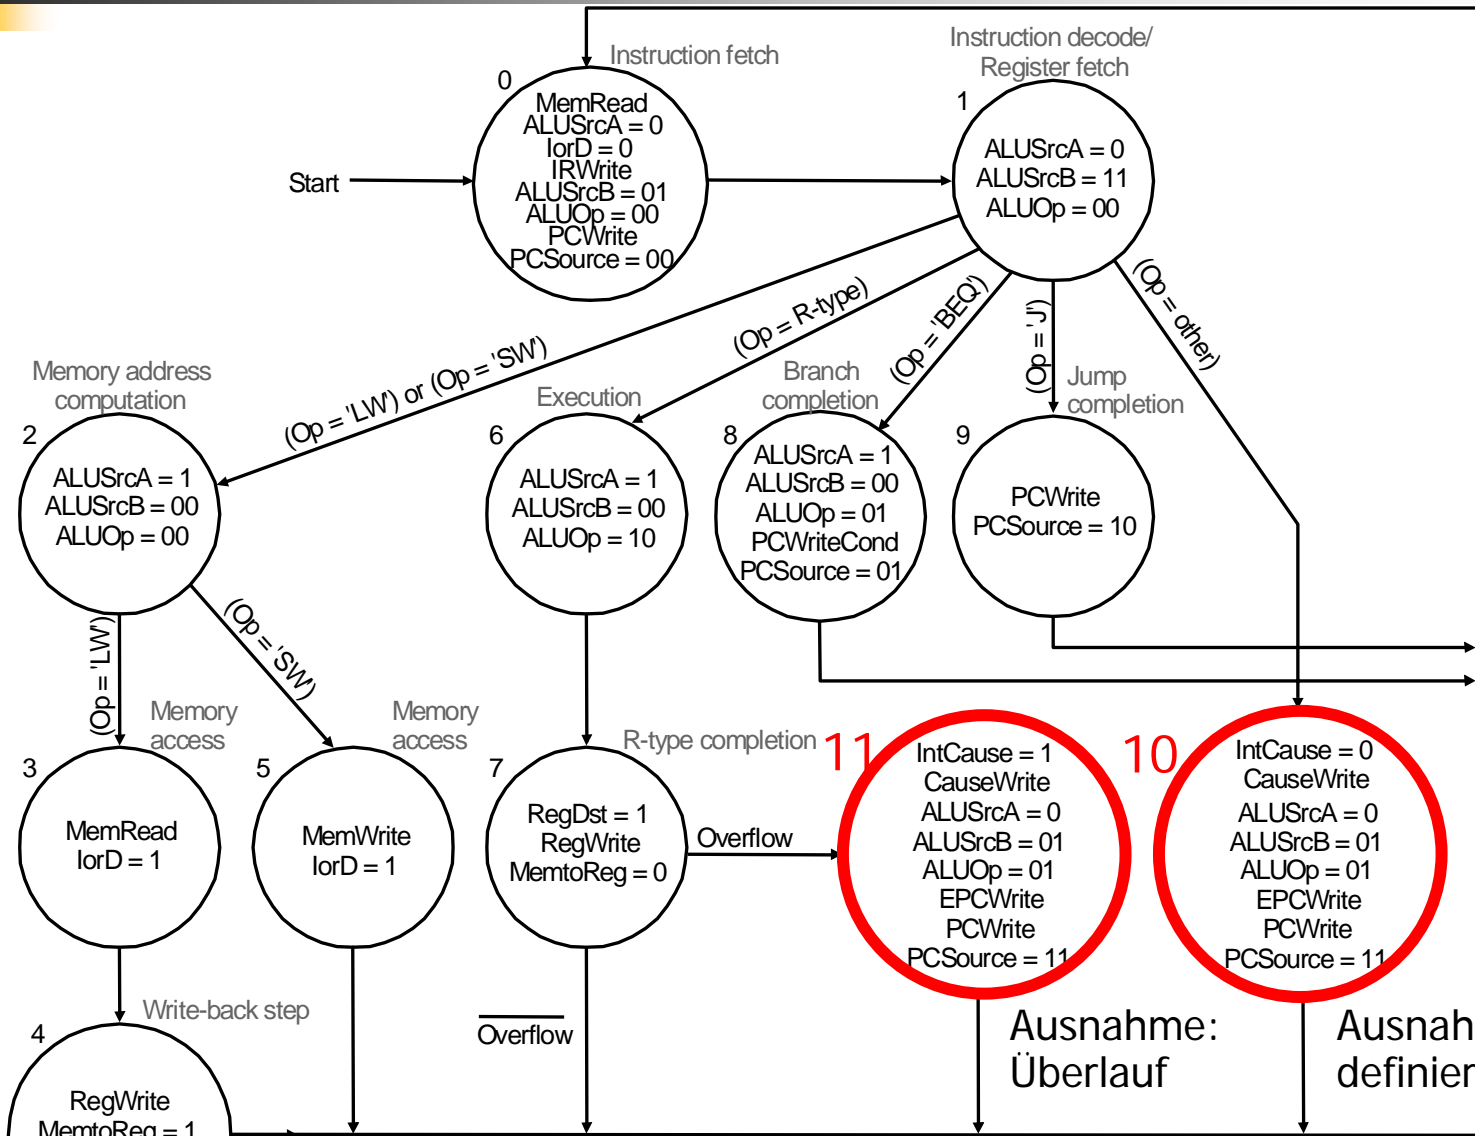 Instruction fetch
0
MemRead
ALUSrcA = 0
IorD = 0
IRWrite
ALUSrcB = 01
ALUOp = 00
PCWrite
PCSource = 00
Start
Instruction decode/
Register fetch
1
ALUSrcA = 0
ALUSrcB = 11
ALUOp = 00
(Op = 'LW') or (Op = 'SW')
(Op = R-type)
(Op = 'BEQ')
(Op = 'J')
(Op = other)
Memory address
computation
2
ALUSrcA = 1
ALUSrcB = 00
ALUOp = 00
Execution
6
ALUSrcA = 1
ALUSrcB = 00
ALUOp = 10
Branch
completion
8
ALUSrcA = 1
ALUSrcB = 00
ALUOp = 01
PCWriteCond
PCSource = 01
Jump
completion
9
PCWrite
PCSource = 10
(Op = 'LW')
(Op = 'SW')
Memory
access
3
MemRead
IorD = 1
Memory
access
5
MemWrite
IorD = 1
R-type completion
7
RegDst = 1
RegWrite
MemtoReg = 0
Overflow
Overflow
11
IntCause = 1
CauseWrite
ALUSrcA = 0
ALUSrcB = 01
ALUOp = 01
EPCWrite
PCWrite
PCSource = 11
10
IntCause = 0
CauseWrite
ALUSrcA = 0
ALUSrcB = 01
ALUOp = 01
EPCWrite
PCWrite
PCSource = 11
Write-back step
4
RegWrite
MemtoReg = 1
Ausnahme:
Überlauf
Ausnah
definier